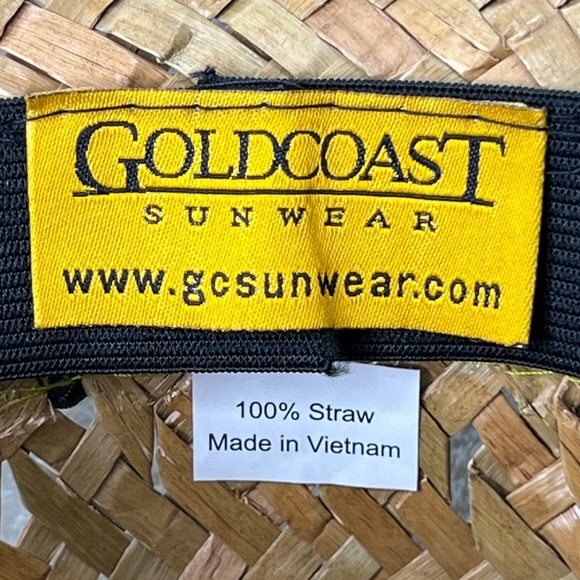 GOLDCOAST
SUNWEAR
www.gcsunwear.com
100% Straw
Made in Vietnam